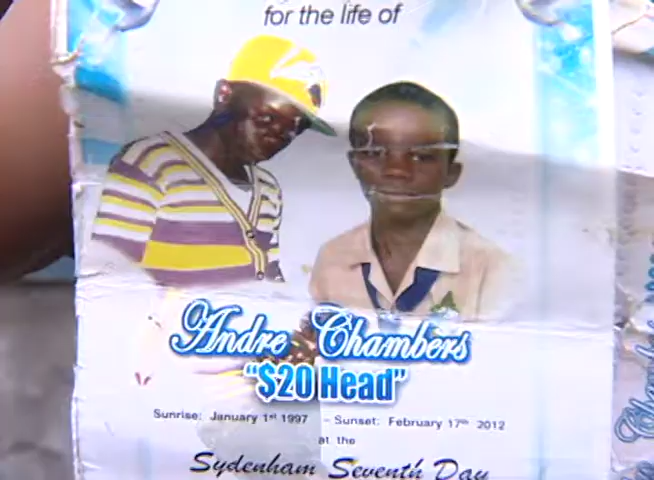 for the life of
Andre Chambers
"$20 Head"
Sunrise: January 1st 1997 - Sunset: February 17th 2012
at the
Sydenham Seventh Day